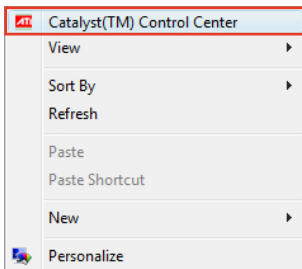 ATI Catalyst(TM) Control Center
View
Sort By
Refresh
Paste
Paste Shortcut
New
Personalize